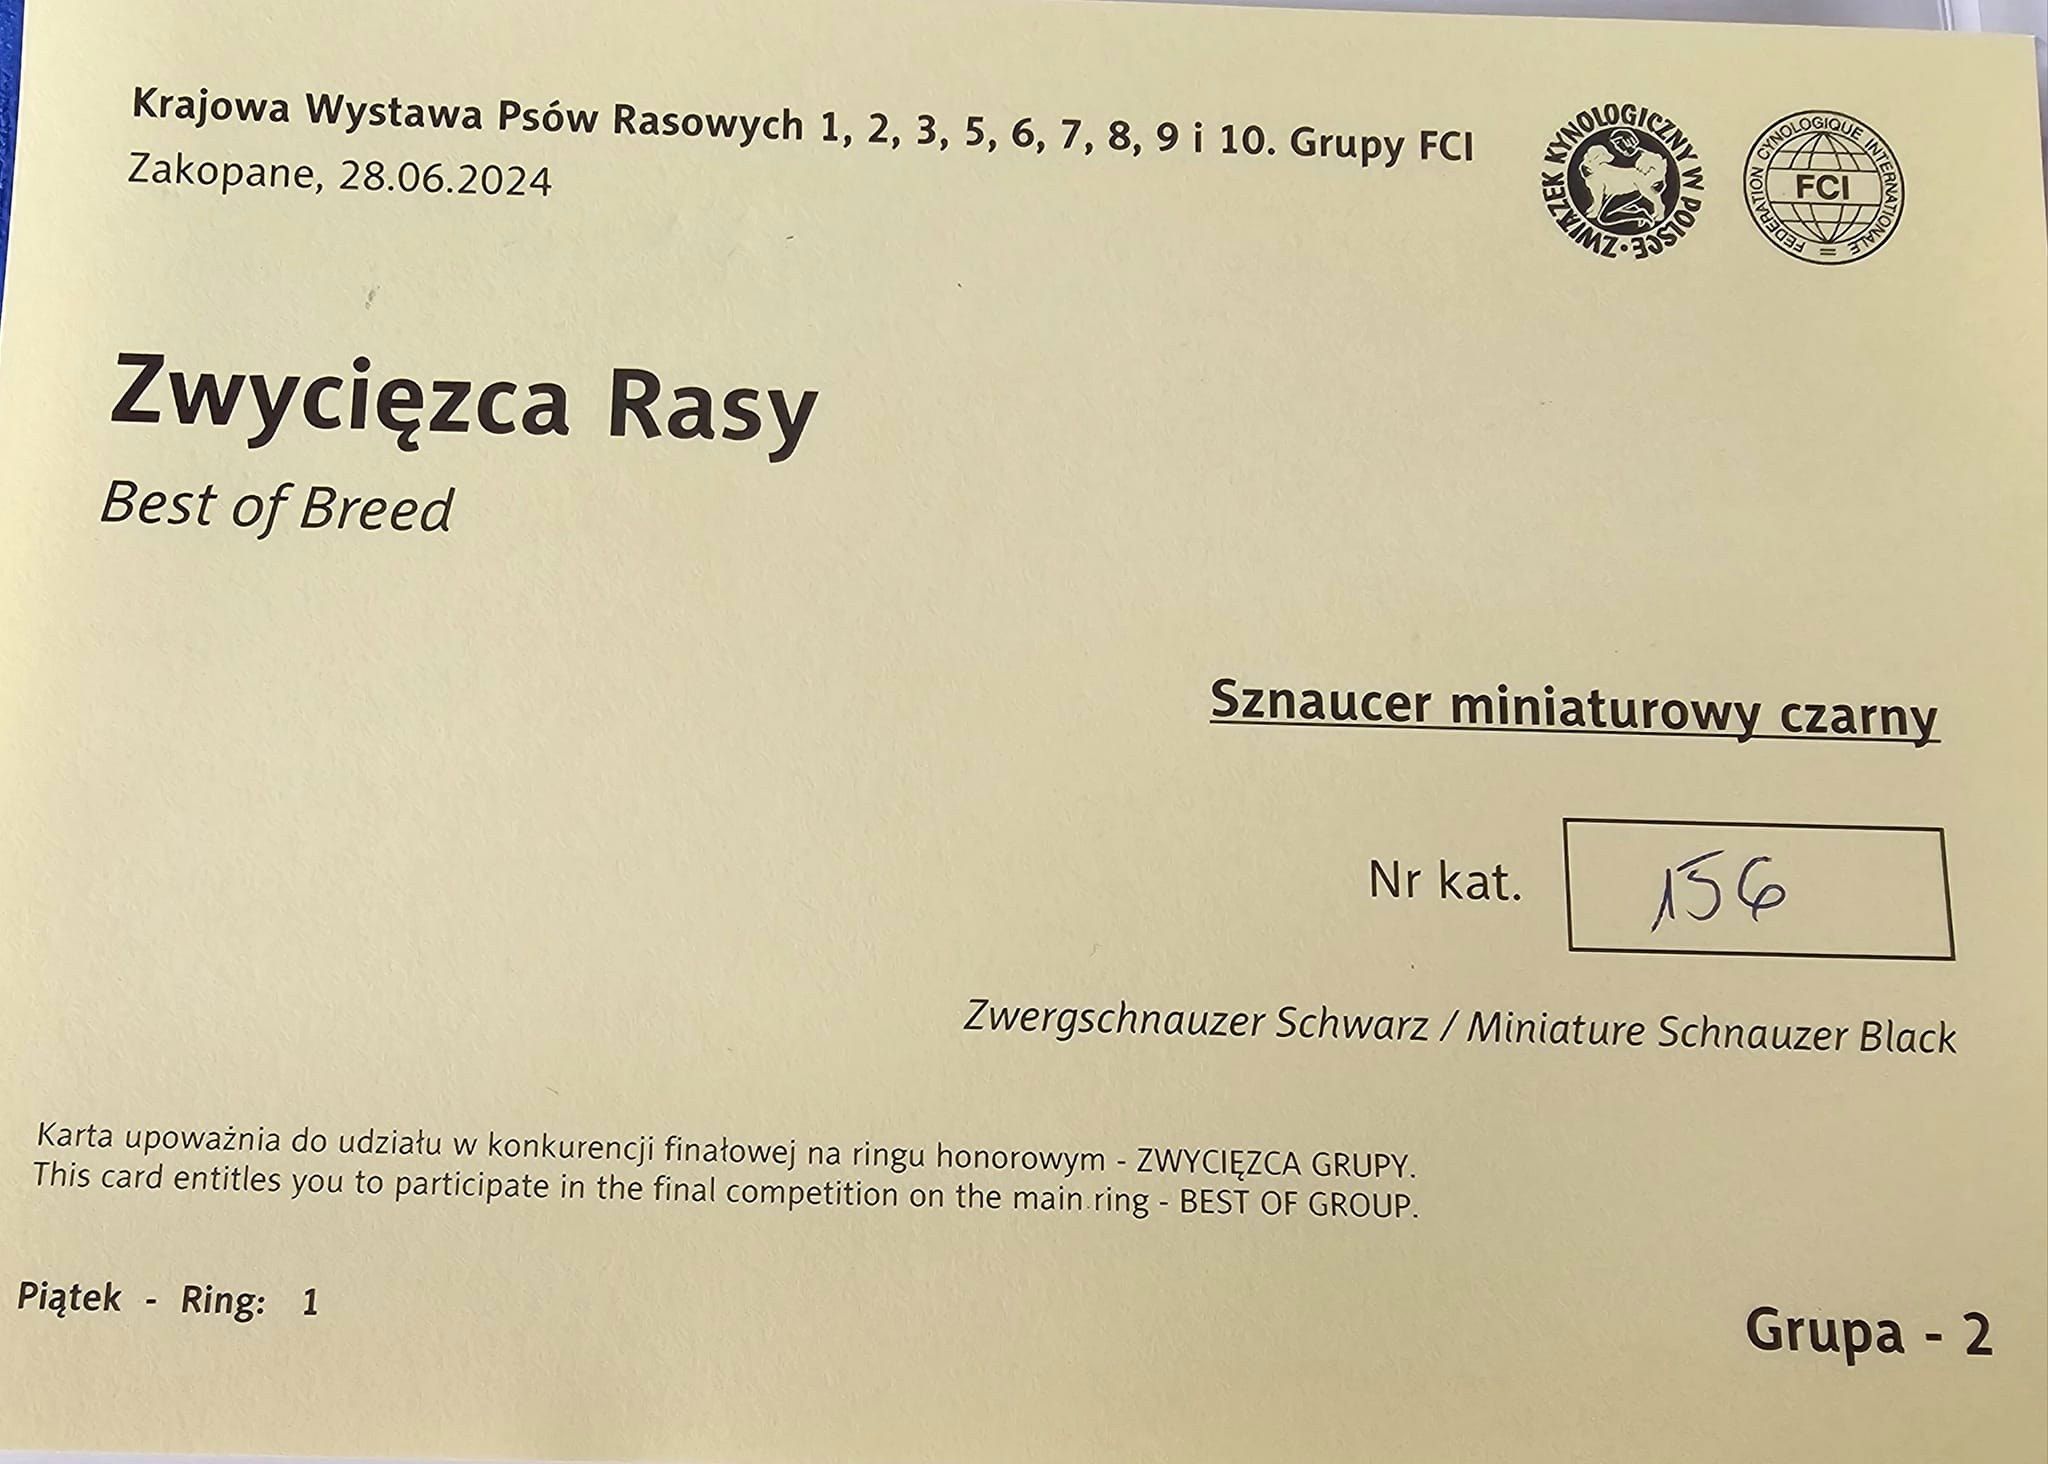 Krajowa Wystawa Psów Rasowych 1, 2, 3, 5, 6, 7, 8, 9 i 10. Grupy FCI
Zakopane, 28.06.2024
ZWIĄZEK KYNOLOGICZNY W POLSCE
FEDERATION CYNOLOGIQUE INTERNATIONALE
FCI
Zwycięzca Rasy
Best of Breed
Sznaucer miniaturowy czarny
Nr kat. 156
Zwergschnauzer Schwarz / Miniature Schnauzer Black
Karta upoważnia do udziału w konkurencji finałowej na ringu honorowym - ZWYCIĘZCA GRUPY.
This card entitles you to participate in the final competition on the main ring - BEST OF GROUP.
Piątek - Ring: 1
Grupa - 2